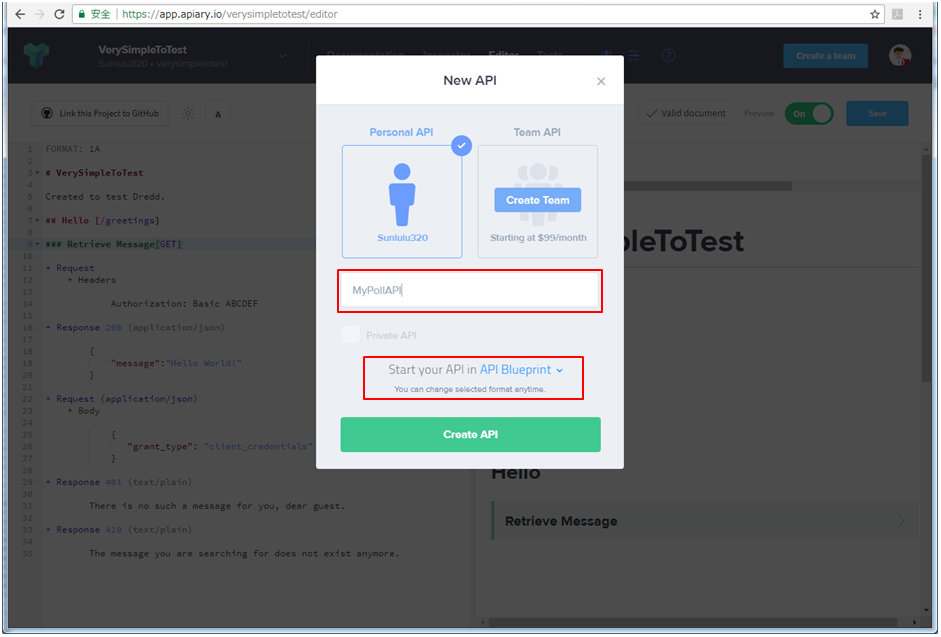 安全 | https://app.apiary.io/verysimpletotest/editor
VerySimpleToTest
Sunlulu320 • verysimpletotest
Documentation Inspector Editor Tests
Create a team
Link this Project to GitHub
A
Valid document
Preview
On
Save
New API
Personal API
Team API
Sunlulu320
Create Team
Starting at $99/month
MyPollAPI
Private API
Start your API in API Blueprint
You can change selected format anytime.
Create API
1 FORMAT: 1A
2
3 # VerySimpleToTest
4
5 Created to test Dredd.
6
7 ## Hello [/greetings]
8
9 ### Retrieve Message[GET]
10
11 + Request
12 + Headers
13
14 Authorization: Basic ABCDEF
15
16 + Response 200 (application/json)
17
18 {
19 "message":"Hello World!"
20 }
21
22 + Request (application/json)
23 + Body
24
25 {
26 "grant_type": "client_credentials"
27 }
28
29 + Response 401 (text/plain)
30
31 There is no such a message for you, dear guest.
32
33 + Response 410 (text/plain)
34
35 The message you are searching for does not exist anymore.
pleToTest
Hello
Retrieve Message